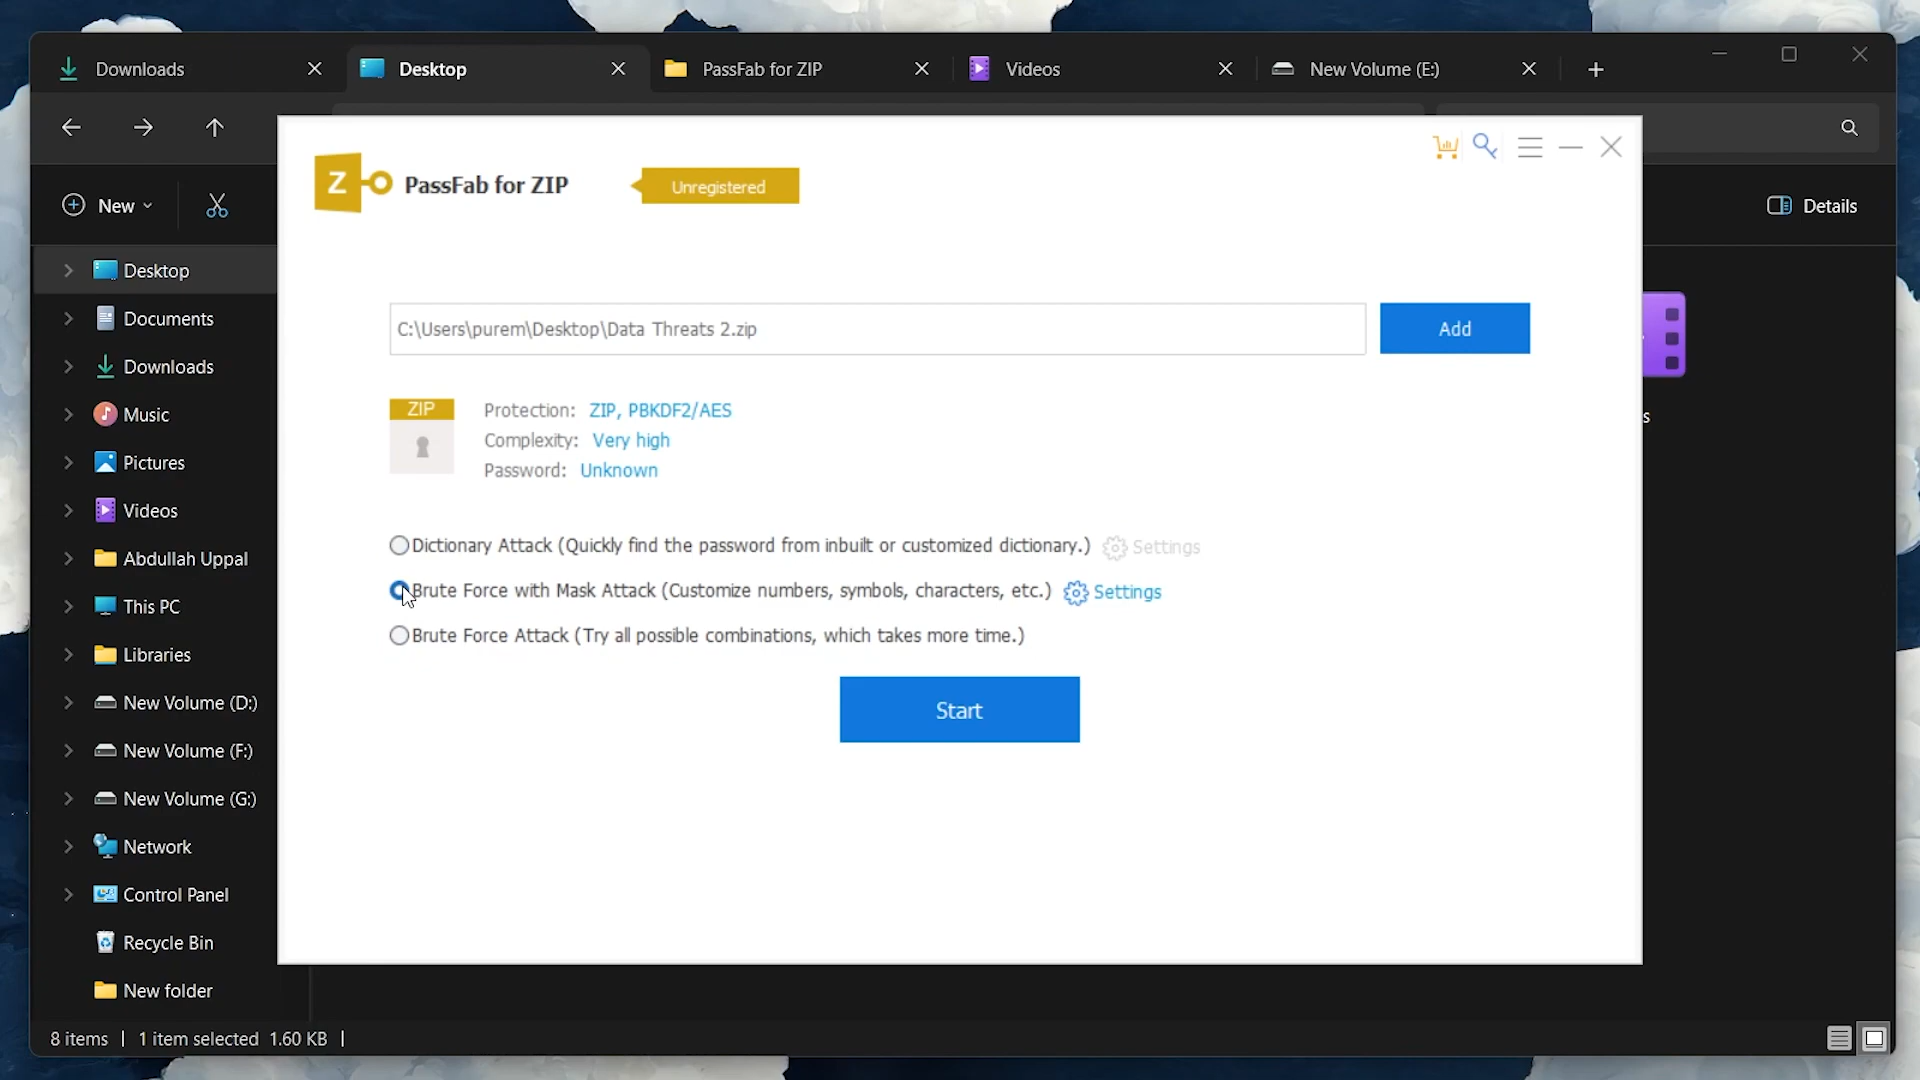 Downloads
Desktop
PassFab for ZIP
Videos
New Volume (E:)
New
Details
Z
PassFab for ZIP
Unregistered
C:\Users\purem\Desktop\Data Threats 2.zip
Add
ZIP
Protection: ZIP, PBKDF2/AES
Complexity: Very high
Password: Unknown
Dictionary Attack (Quickly find the password from inbuilt or customized dictionary.) Settings
Brute Force with Mask Attack (Customize numbers, symbols, characters, etc.) Settings
Brute Force Attack (Try all possible combinations, which takes more time.)
Start
Desktop
Documents
Downloads
Music
Pictures
Videos
Abdullah Uppal
This PC
Libraries
New Volume (D:)
New Volume (F:)
New Volume (G:)
Network
Control Panel
Recycle Bin
New folder
s
8 items | 1 item selected 1.60 KB |